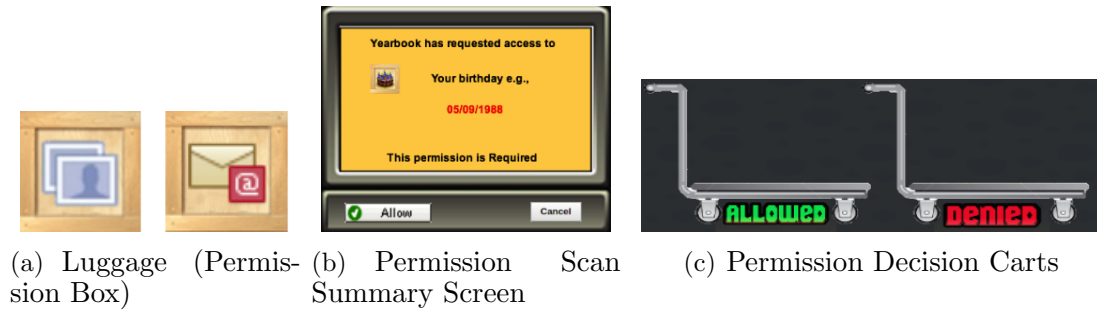 @
Yearbook has requested access to
Your birthday e.g.,
05/09/1988
This permission is Required
Allow
Cancel
ALLOWED
DENIED
(a) Luggage (Permis-
sion Box)
(b) Permission Scan
Summary Screen
(c) Permission Decision Carts